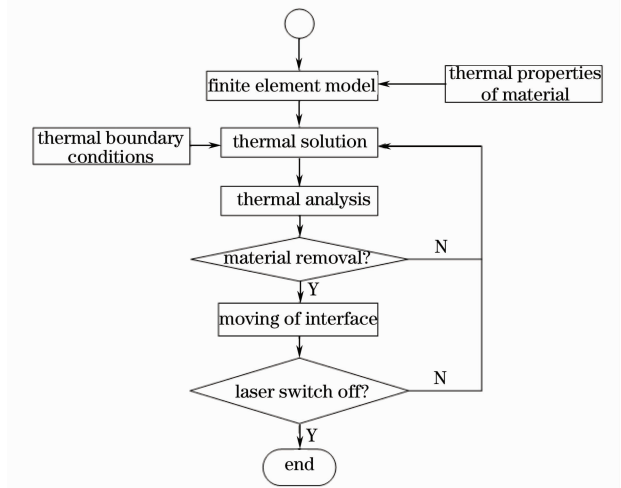 finite element model
thermal properties
of material
thermal boundary
conditions
thermal solution
thermal analysis
material removal?
N
Y
moving of interface
laser switch off?
N
Y
end